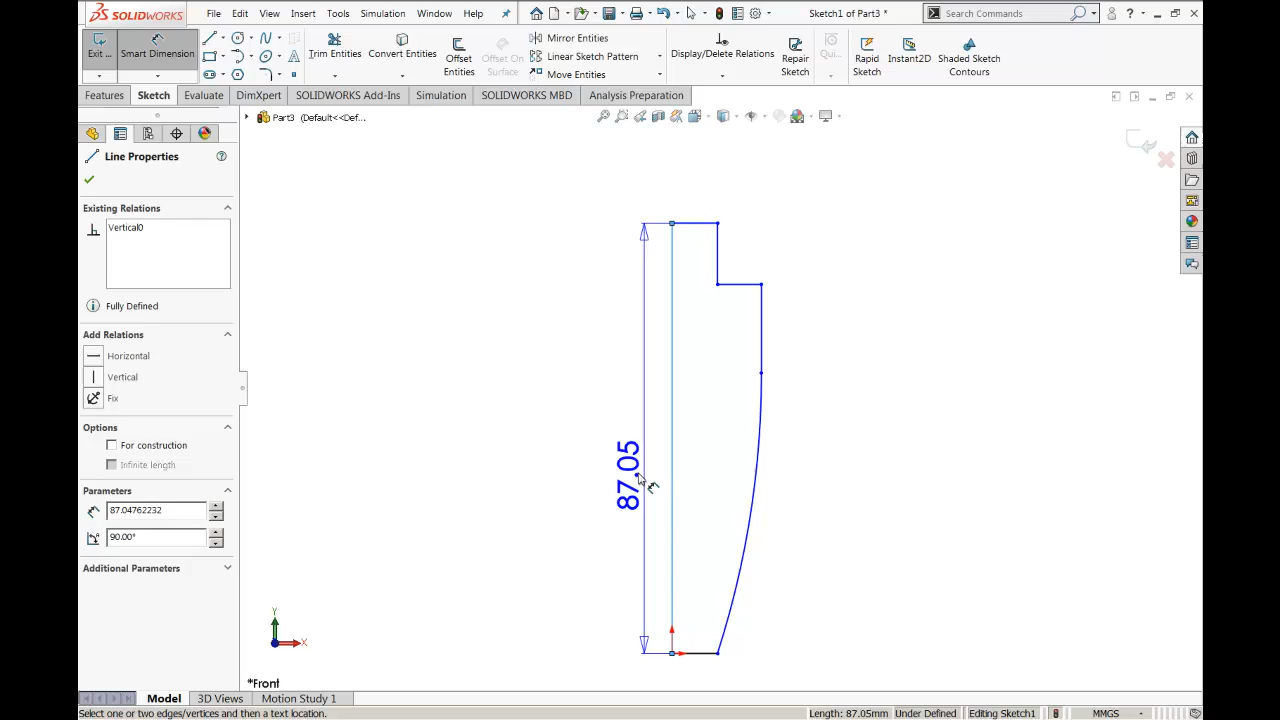 SOLIDWORKS File Edit View Insert Tools Simulation Window Help Sketch1 of Part3 * Search Commands ?
Exit ... Smart Dimension Trim Entities Convert Entities Offset Entities Offset On Surface Mirror Entities Linear Sketch Pattern Move Entities Display/Delete Relations Repair Sketch Qui... Rapid Sketch Instant2D Shaded Sketch Contours
Features Sketch Evaluate DimXpert SOLIDWORKS Add-Ins Simulation SOLIDWORKS MBD Analysis Preparation
Part3 (Default<<Def...
Line Properties ?
Existing Relations
Vertical0
Fully Defined
Add Relations
Horizontal
Vertical
Fix
Options
For construction
Infinite length
Parameters
87.04762232
90.00°
Additional Parameters
87.05
Y
X
*Front
Model 3D Views Motion Study 1
Select one or two edges/vertices and then a text location. Length: 87.05mm Under Defined Editing Sketch1 MMGS